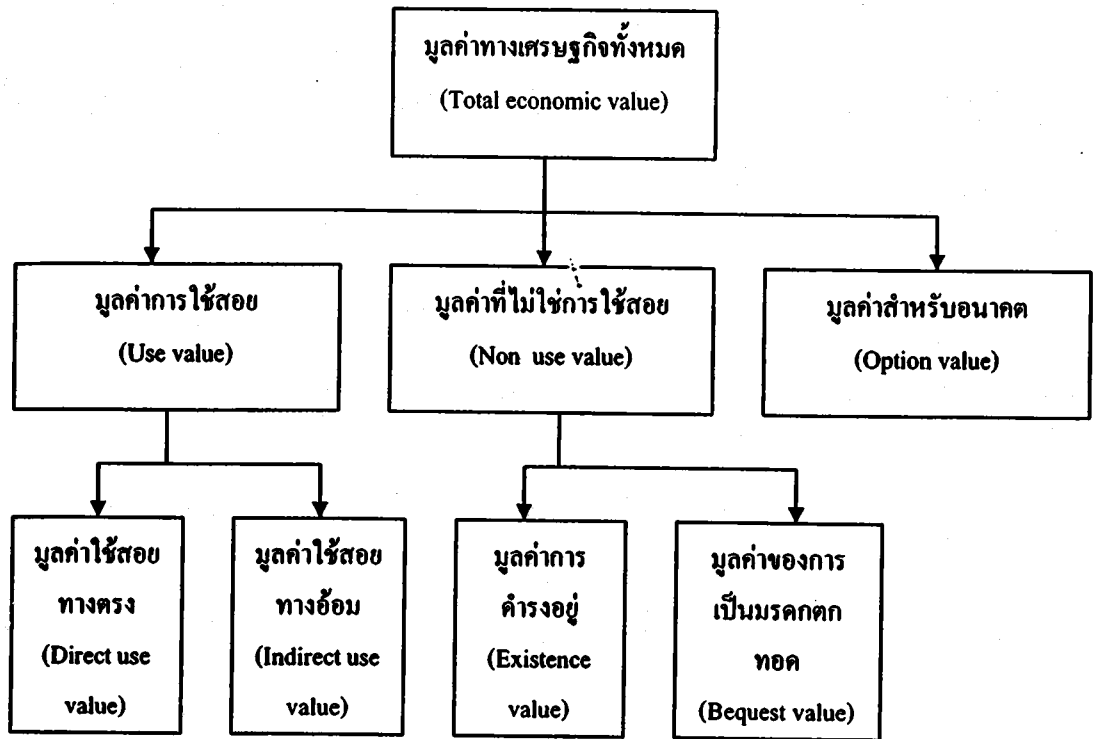 มูลค่าทางเศรษฐกิจทั้งหมด
(Total economic value)
มูลค่าการใช้สอย
(Use value)
มูลค่าที่ไม่ใช่การใช้สอย
(Non use value)
มูลค่าสำหรับอนาคต
(Option value)
มูลค่าใช้สอย
ทางตรง
(Direct use
value)
มูลค่าใช้สอย
ทางอ้อม
(Indirect use
value)
มูลค่าการ
ดำรงอยู่
(Existence
value)
มูลค่าของการ
เป็นมรดกตก
ทอด
(Bequest value)